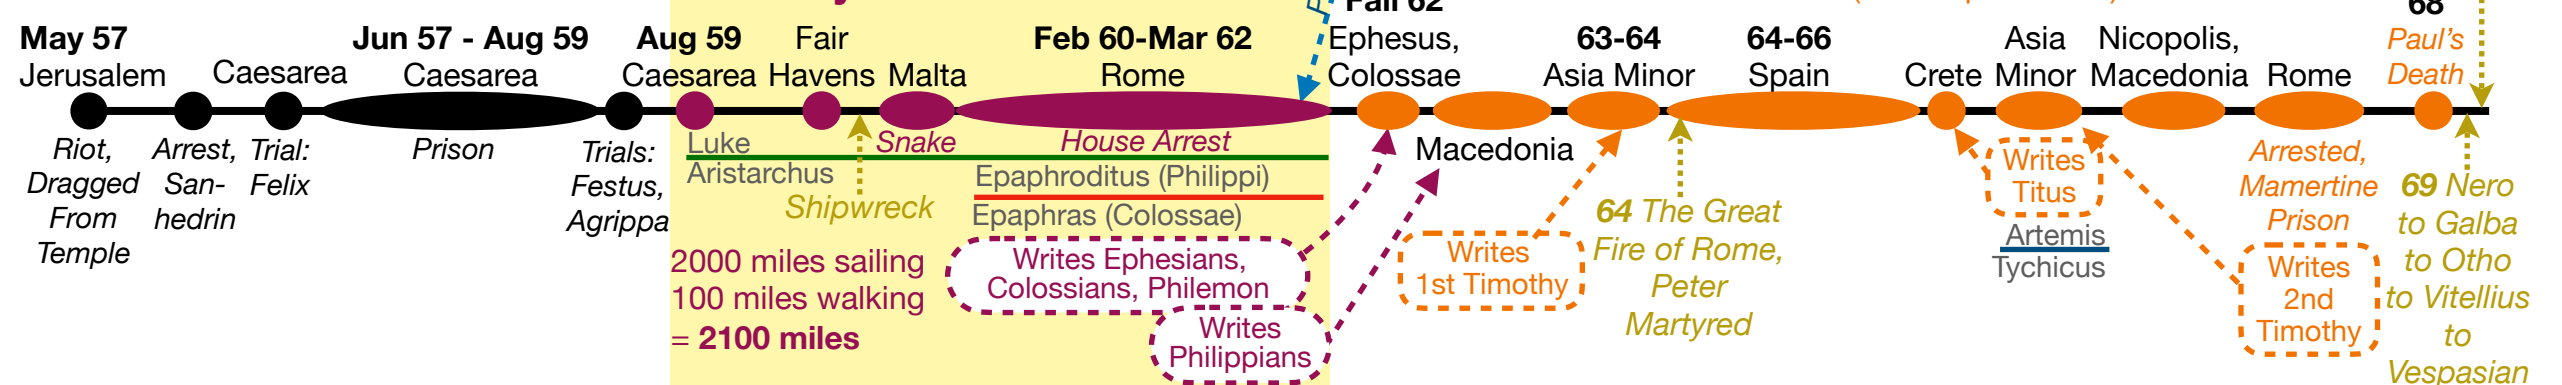 Fall 62
68
May 57
Jun 57 - Aug 59
Aug 59
Fair
Feb 60-Mar 62
Ephesus,
63-64
64-66
Asia
Nicopolis,
Paul's
Jerusalem
Caesarea
Caesarea
Caesarea
Havens
Malta
Rome
Colossae
Asia Minor
Spain
Crete
Minor
Macedonia
Rome
Death
Riot,
Dragged
From
Temple
Arrest,
San-
hedrin
Trial:
Felix
Prison
Trials:
Festus,
Agrippa
Luke
Aristarchus
Snake
House Arrest
Shipwreck
Epaphroditus (Philippi)
Epaphras (Colossae)
2000 miles sailing
100 miles walking
= 2100 miles
Writes Ephesians,
Colossians, Philemon
Writes
Philippians
Macedonia
Writes
1st Timothy
64 The Great
Fire of Rome,
Peter
Martyred
Writes
Titus
Artemis
Tychicus
Arrested,
Mamertine
Prison
Writes
2nd
Timothy
69 Nero
to Galba
to Otho
to Vitellius
to
Vespasian